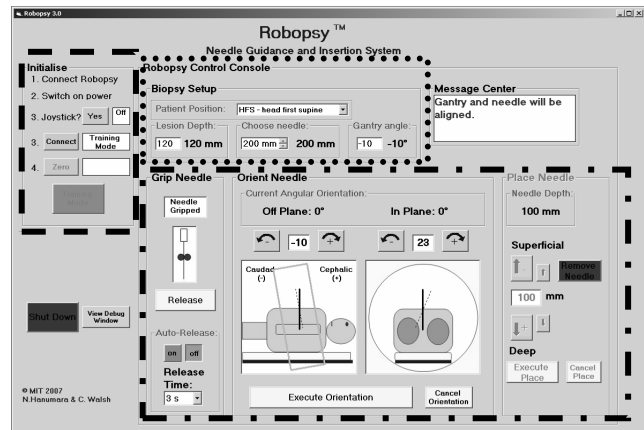 Robopsy 3.0
Robopsy ™
Needle Guidance and Insertion System
Initialise
1. Connect Robopsy
2. Switch on power
3. Joystick? Yes Off
3. Connect Training Mode
4. Zero
Training Mode
Shut Down
View Debug Window
© MIT 2007
N.Hanumara & C. Walsh
Robopsy Control Console
Biopsy Setup
Patient Position: HFS - head first supine
Lesion Depth: Choose needle: Gantry angle:
120 120 mm 200 mm 200 mm -10 -10°
Message Center
Gantry and needle will be
aligned.
Grip Needle
Needle
Gripped
Release
Auto-Release:
on off
Release
Time:
3 s
Orient Needle
Current Angular Orientation:
Off Plane: 0° In Plane: 0°
- -10 + - 23 +
Caudad Cephalic
(-) (+)
Execute Orientation
Cancel
Orientation
Place Needle
Needle Depth:
100 mm
Superficial
-
Remove
Needle
100 mm
+
Deep
Execute
Place
Cancel
Place